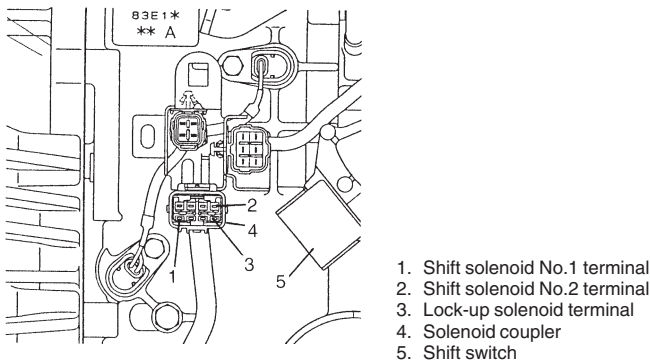 83E1*
** A
2
4
3
1
5
1. Shift solenoid No.1 terminal
2. Shift solenoid No.2 terminal
3. Lock-up solenoid terminal
4. Solenoid coupler
5. Shift switch